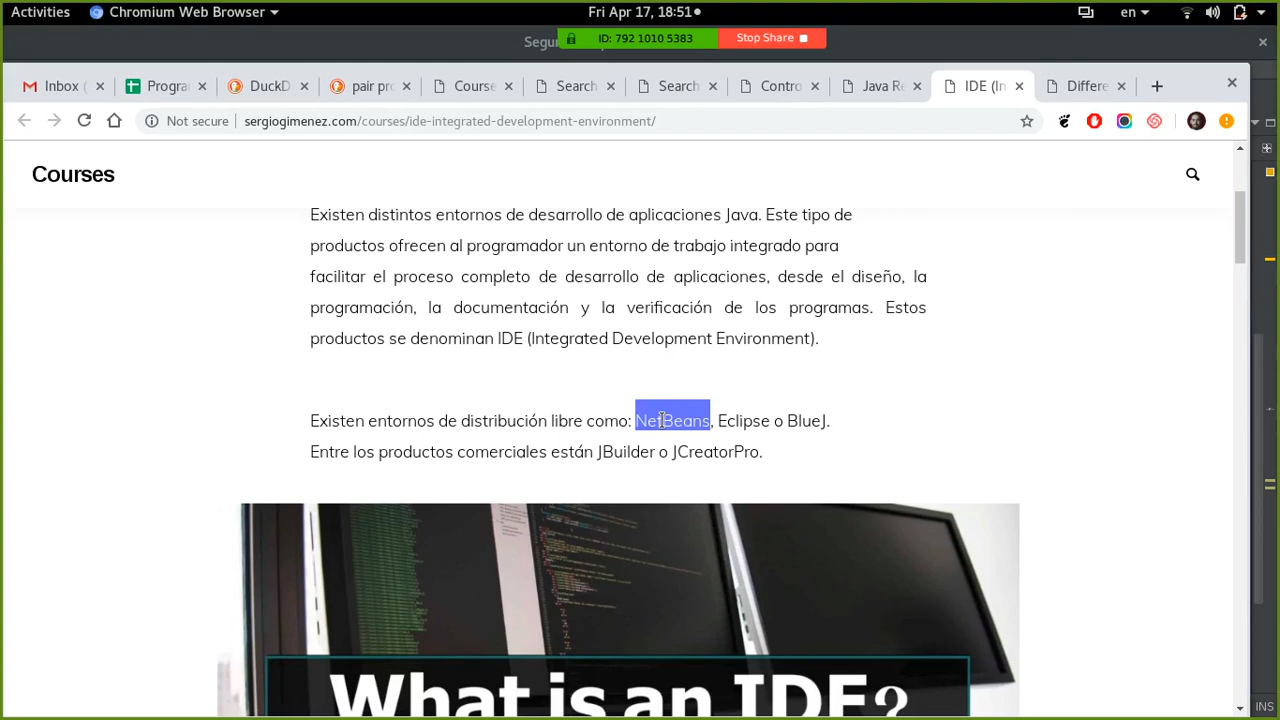 Activities Chromium Web Browser Fri Apr 17, 18:51 en
Segu ID: 792 1010 5383 Stop Share
Inbox ( Progra DuckD pair pro Course Search Search Contro Java Re IDE (In Differe
Not secure sergiogimenez.com/courses/ide-integrated-development-environment/
Courses
Existen distintos entornos de desarrollo de aplicaciones Java. Este tipo de
productos ofrecen al programador un entorno de trabajo integrado para
facilitar el proceso completo de desarrollo de aplicaciones, desde el diseño, la
programación, la documentación y la verificación de los programas. Estos
productos se denominan IDE (Integrated Development Environment).
Existen entornos de distribución libre como: NetBeans, Eclipse o BlueJ.
Entre los productos comerciales están JBuilder o JCreatorPro.
What is an IDE?
INS